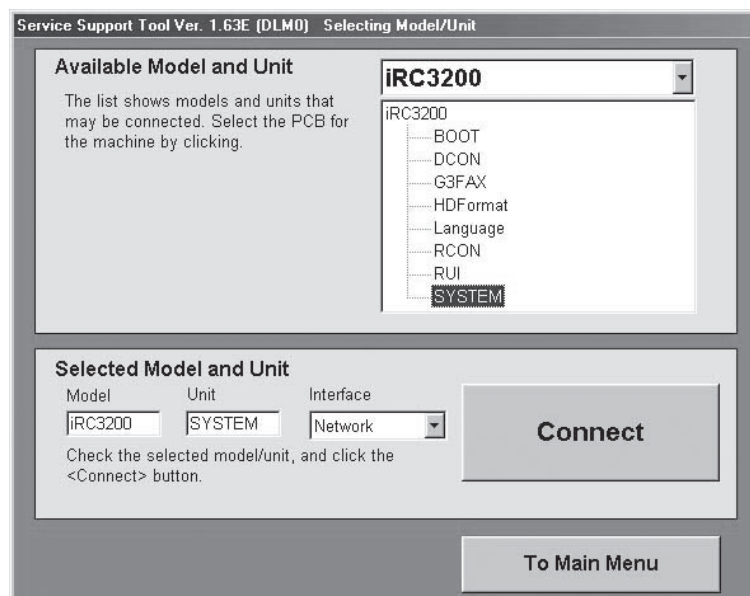 Service Support Tool Ver. 1.63E (DLM0) Selecting Model/Unit
Available Model and Unit
The list shows models and units that
may be connected. Select the PCB for
the machine by clicking.
iRC3200
iRC3200
BOOT
DCON
G3FAX
HDFormat
Language
RCON
RUI
SYSTEM
Selected Model and Unit
Model Unit Interface
iRC3200 SYSTEM Network
Check the selected model/unit, and click the
<Connect> button.
Connect
To Main Menu